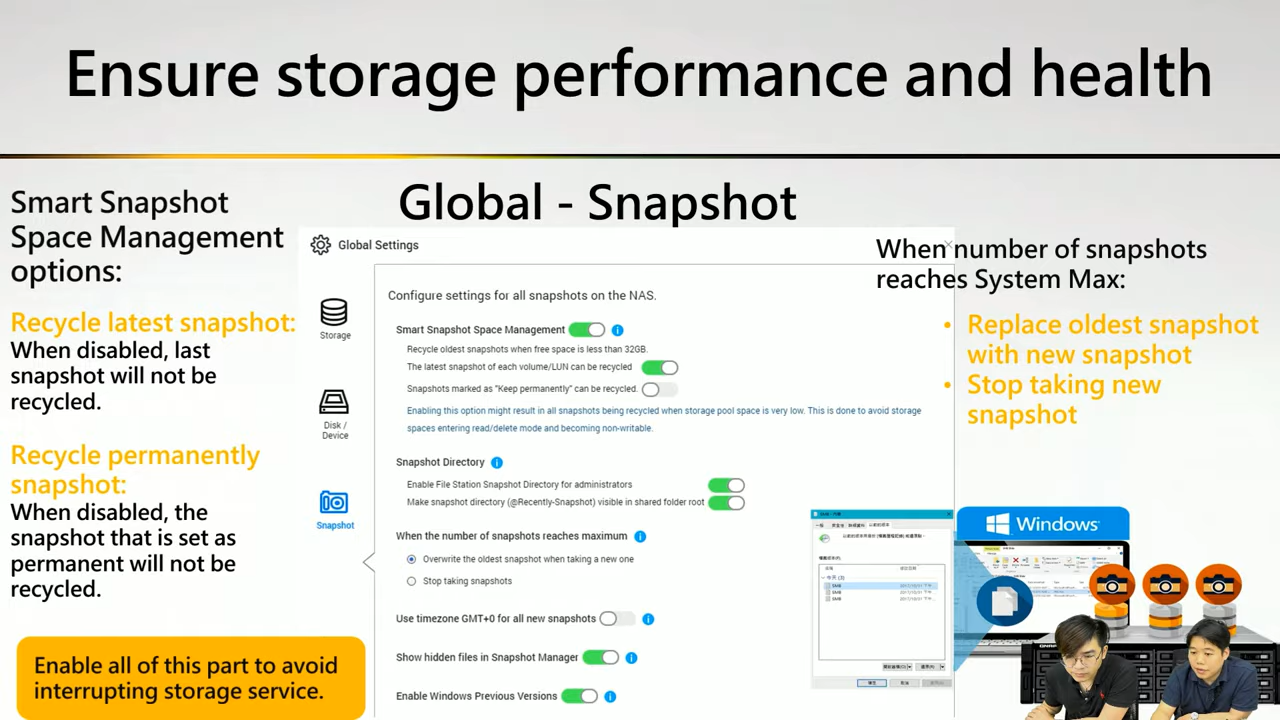 Ensure storage performance and health
Smart Snapshot
Space Management
options:
Recycle latest snapshot:
When disabled, last
snapshot will not be
recycled.
Recycle permanently
snapshot:
When disabled, the
snapshot that is set as
permanent will not be
recycled.
Enable all of this part to avoid
interrupting storage service.
Global - Snapshot
Global Settings
Storage
Disk /
Device
Snapshot
Configure settings for all snapshots on the NAS.
Smart Snapshot Space Management
Recycle oldest snapshots when free space is less than 32GB.
The latest snapshot of each volume/LUN can be recycled
Snapshots marked as "Keep permanently" can be recycled.
Enabling this option might result in all snapshots being recycled when storage pool space is very low. This is done to avoid storage
spaces entering read/delete mode and becoming non-writable.
Snapshot Directory
Enable File Station Snapshot Directory for administrators
Make snapshot directory (@Recently-Snapshot) visible in shared folder root
When the number of snapshots reaches maximum
Overwrite the oldest snapshot when taking a new one
Stop taking snapshots
Use timezone GMT+0 for all new snapshots
Show hidden files in Snapshot Manager
Enable Windows Previous Versions
When number of snapshots
reaches System Max:
• Replace oldest snapshot
with new snapshot
• Stop taking new
snapshot
Windows